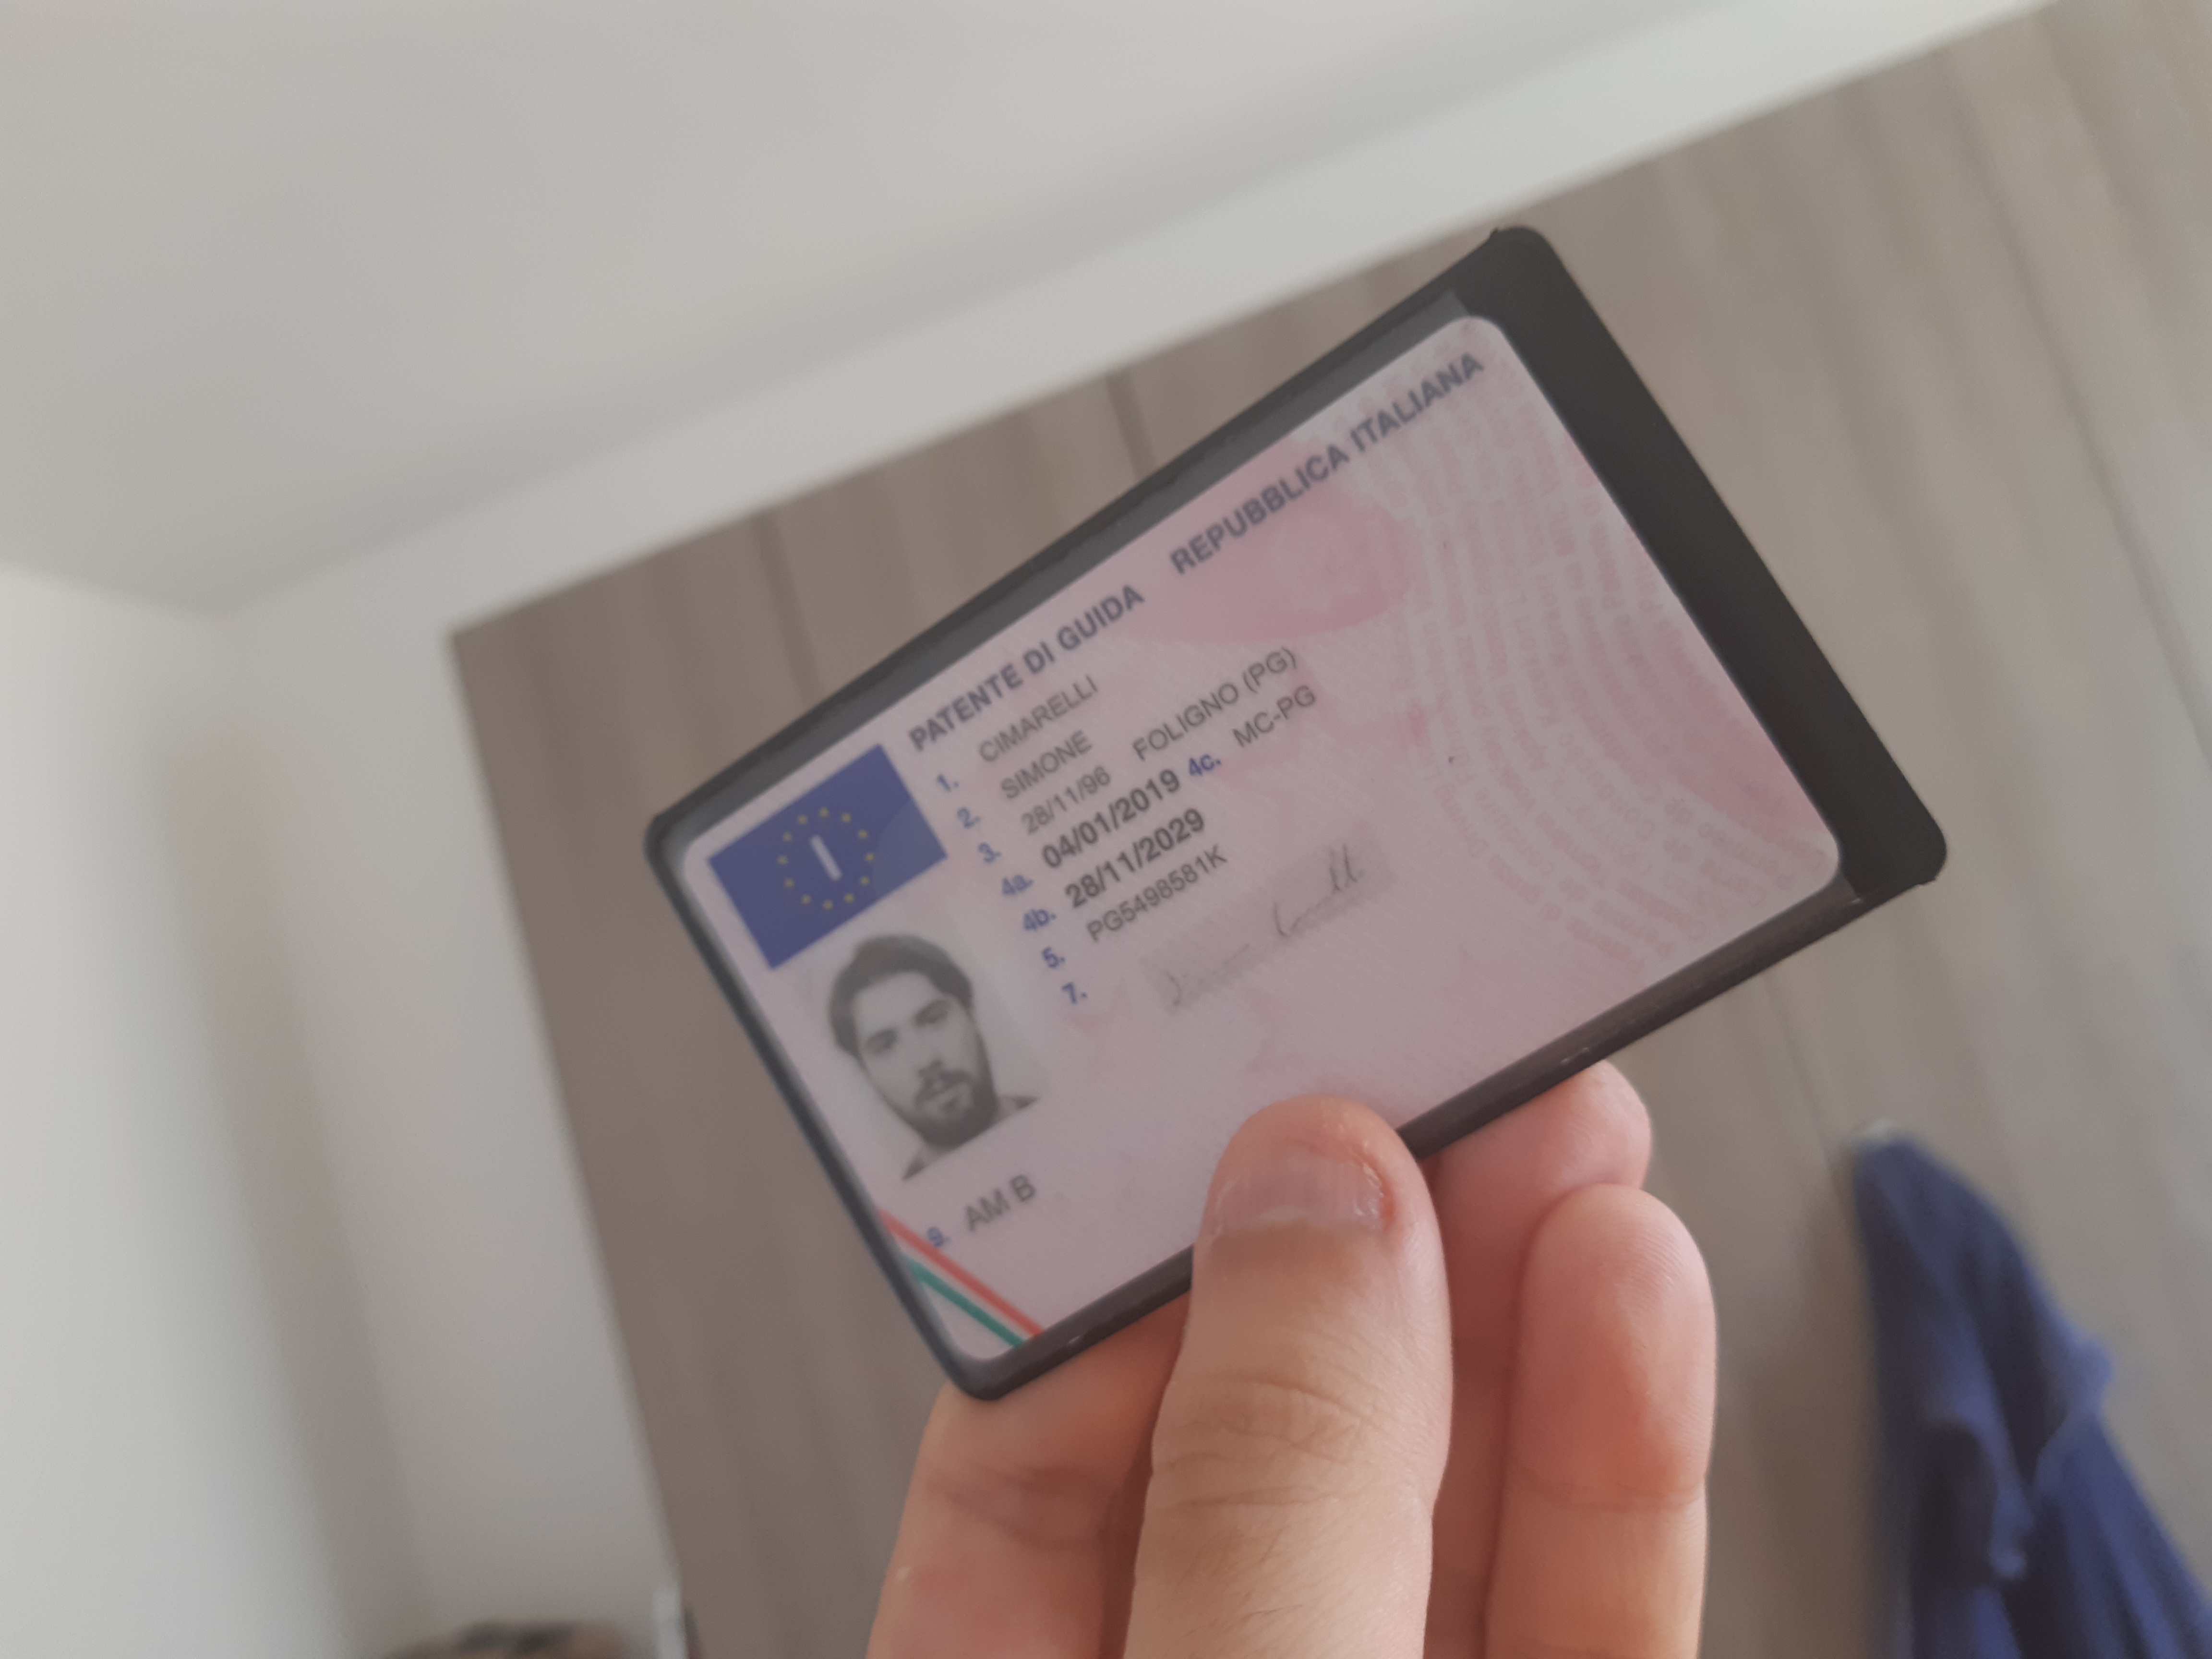 PATENTE DI GUIDA REPUBBLICA ITALIANA
I
1. CIMARELLI
2. SIMONE
3. 28/11/96 FOLIGNO (PG)
4a. 04/01/2019 4c. MC-PG
4b. 28/11/2029
5. PG5498581K
7.
9. AM B